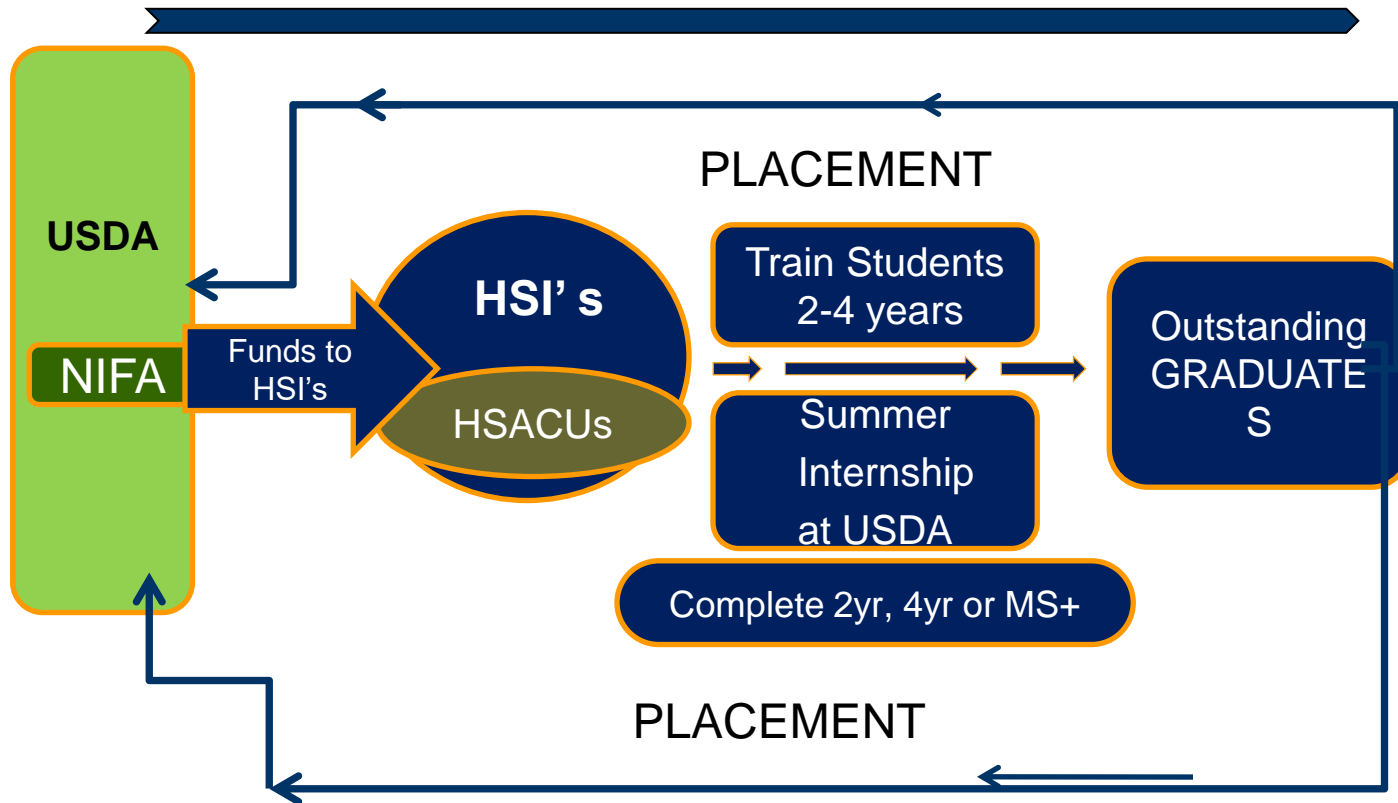 PLACEMENT
USDA
NIFA
Funds to
HSI's
HSI' s
HSACUs
Train Students
2-4 years
Summer
Internship
at USDA
Complete 2yr, 4yr or MS+
Outstanding
GRADUATE
S
PLACEMENT